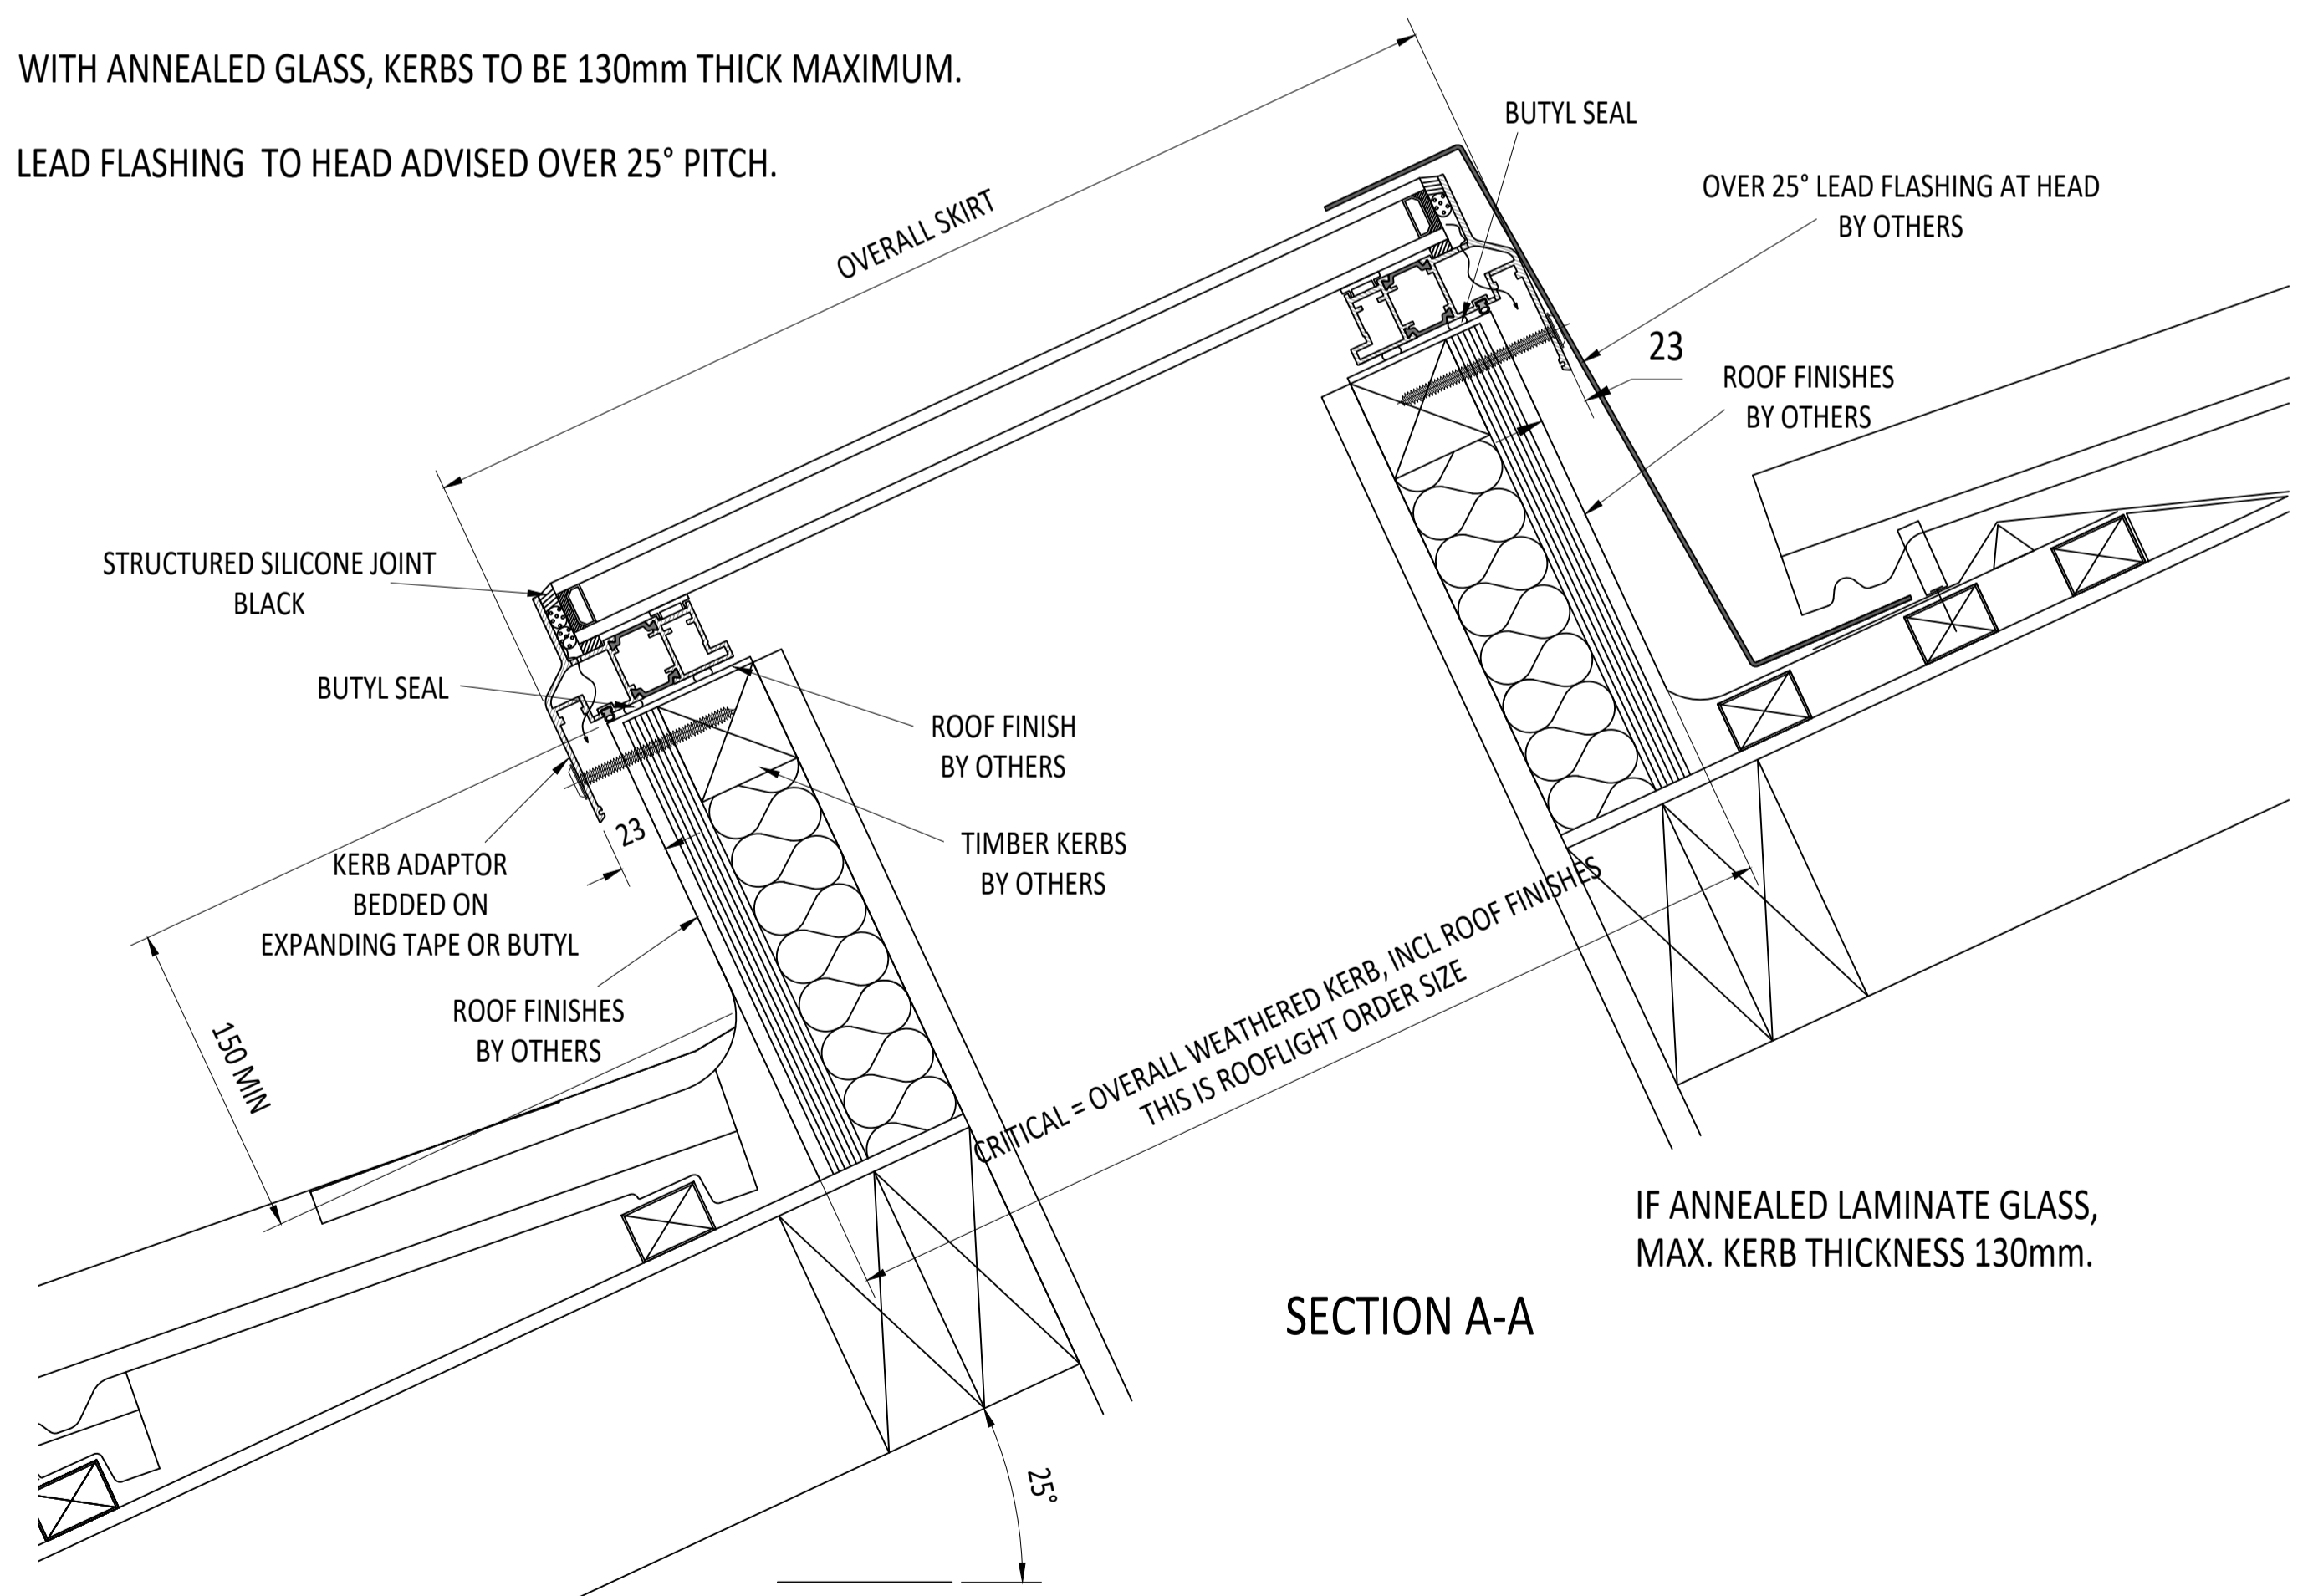 WITH ANNEALED GLASS, KERBS TO BE 130mm THICK MAXIMUM.
LEAD FLASHING TO HEAD ADVISED OVER 25° PITCH.
BUTYL SEAL
OVERALL SKIRT
OVER 25° LEAD FLASHING AT HEAD
BY OTHERS
23
ROOF FINISHES
BY OTHERS
STRUCTURED SILICONE JOINT
BLACK
BUTYL SEAL
ROOF FINISH
BY OTHERS
23
TIMBER KERBS
BY OTHERS
KERB ADAPTOR
BEDDED ON
EXPANDING TAPE OR BUTYL
ROOF FINISHES
BY OTHERS
150 MIN
CRITICAL = OVERALL WEATHERED KERB, INCL ROOF FINISHES
THIS IS ROOFLIGHT ORDER SIZE
IF ANNEALED LAMINATE GLASS,
MAX. KERB THICKNESS 130mm.
SECTION A-A
25°